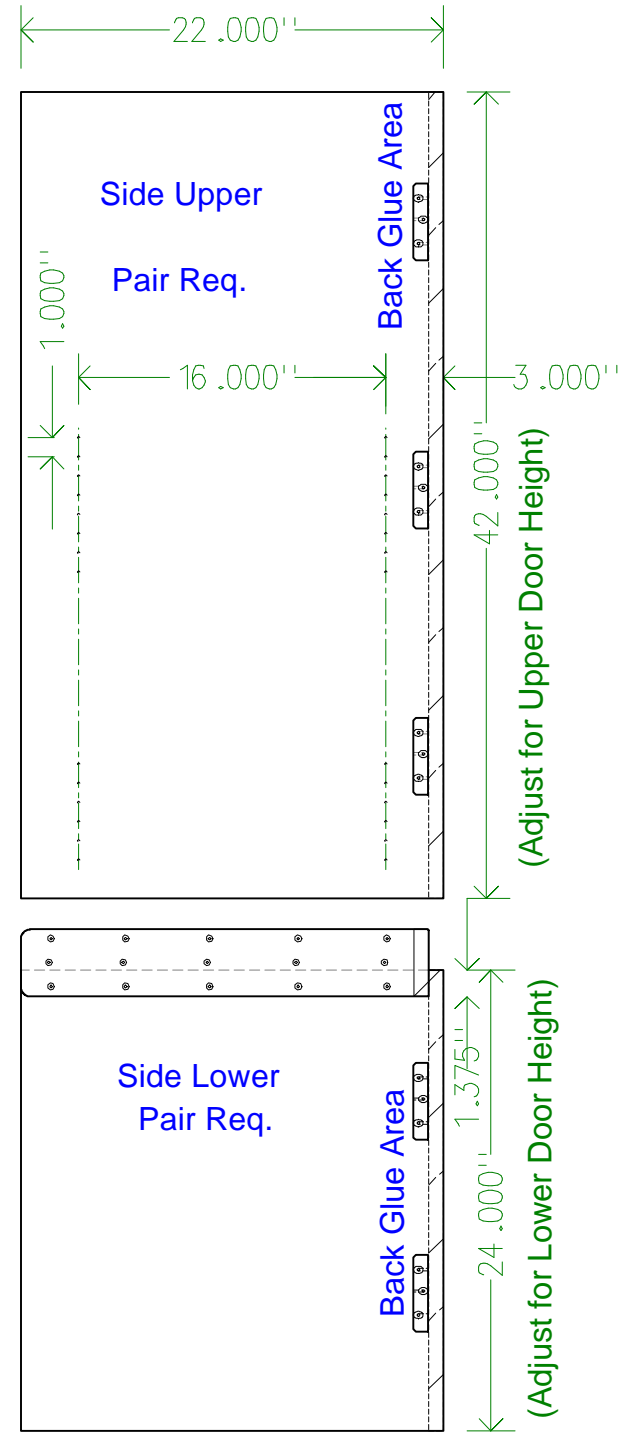 22.000''
Side Upper
Pair Req.
Back Glue Area
1.000''
16.000''
3.000''
42.000''
(Adjust for Upper Door Height)
Side Lower
Pair Req.
Back Glue Area
1.375''
24.000''
(Adjust for Lower Door Height)